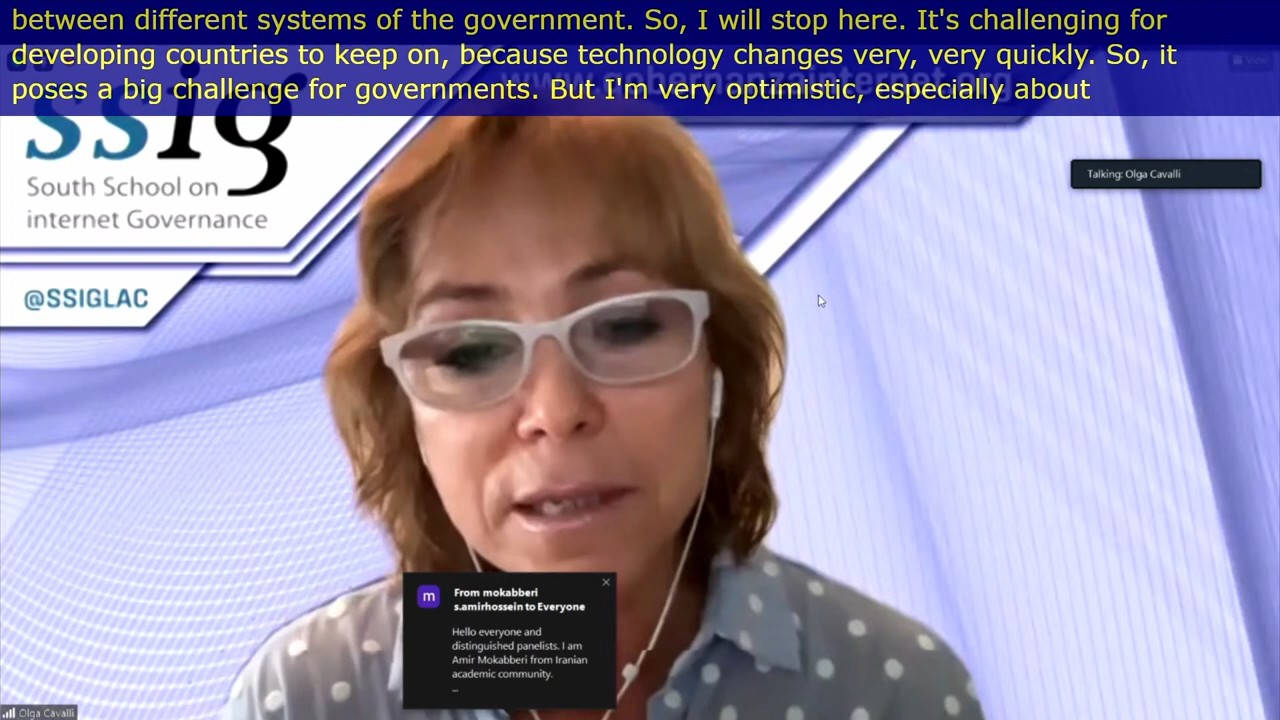 between different systems of the government. So, I will stop here. It's challenging for
developing countries to keep on, because technology changes very, very quickly. So, it
poses a big challenge for governments. But I'm very optimistic, especially about
View
ssig
South School on
internet Governance
@SSIGLAC
Talking: Olga Cavalli
m
From mokabberi
s.amirhossein to Everyone
Hello everyone and
distinguished panelists. I am
Amir Mokabberi from Iranian
academic community.
...
Olga Cavalli